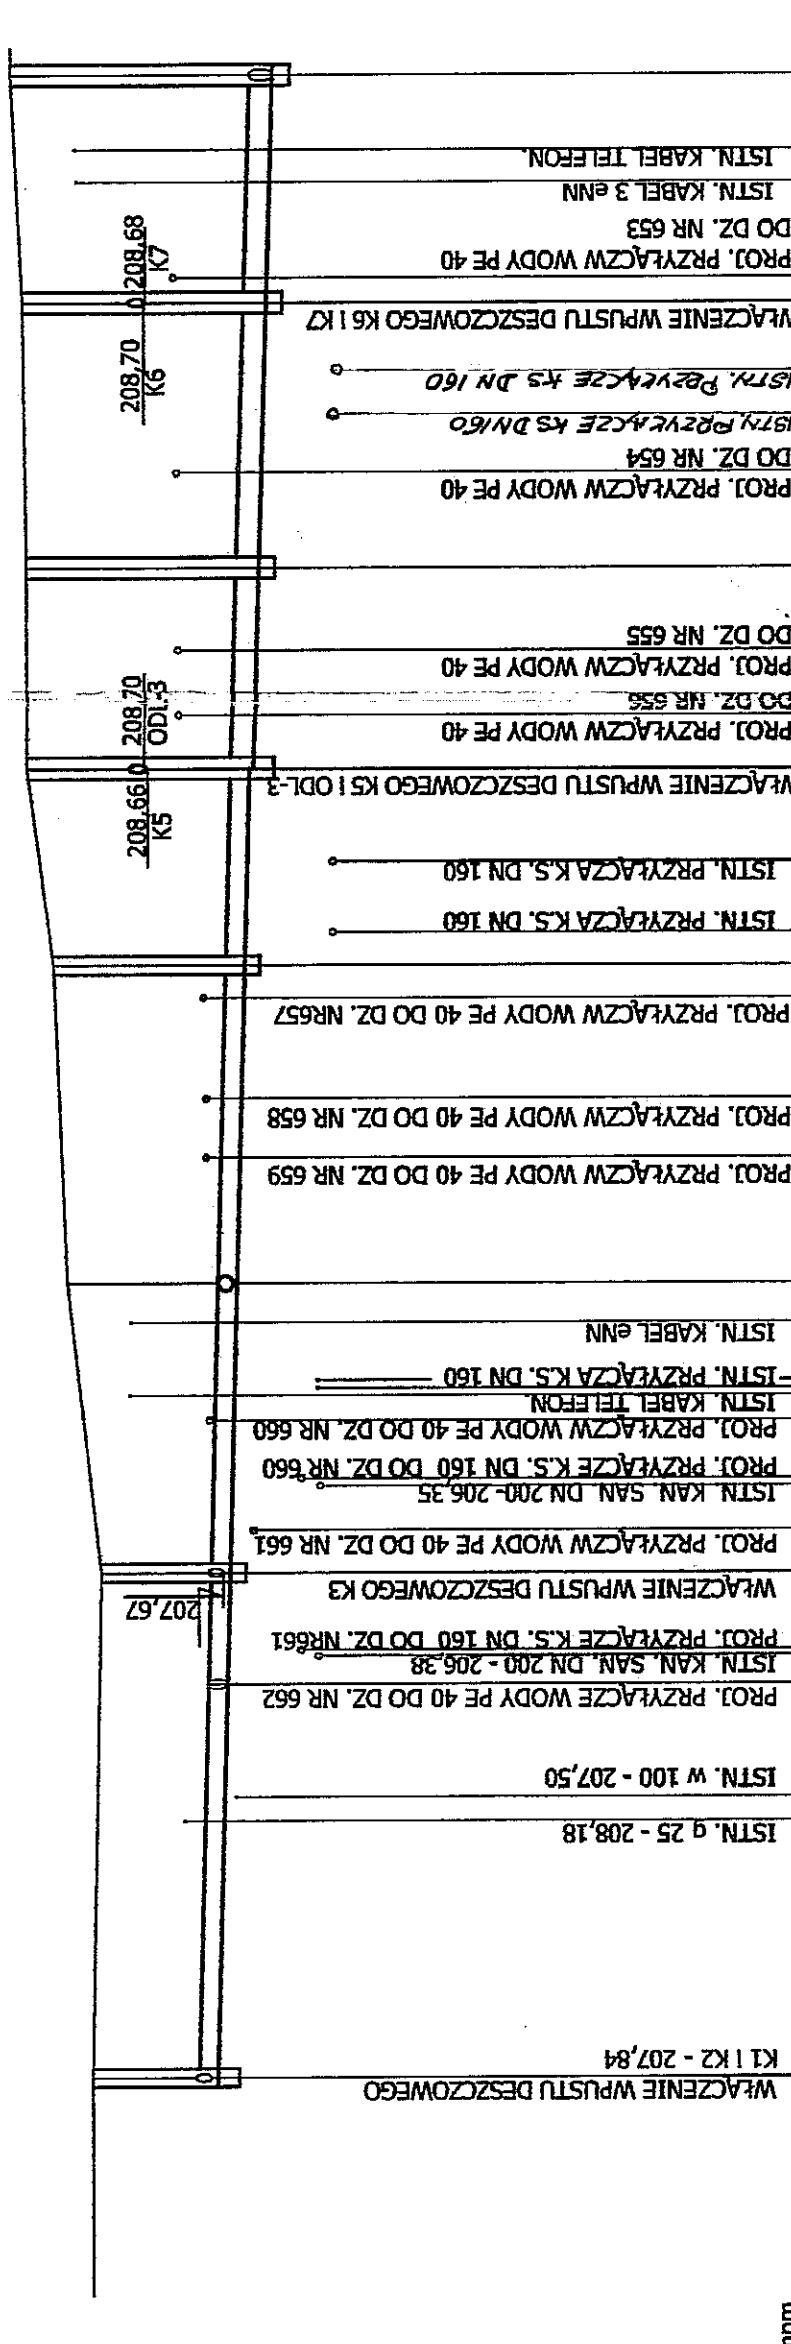 WŁĄCZENIE WPUSTU DESZCZOWEGO
K1 I K2 - 207,84
ISTN. g 25 - 208,18
ISTN. w 100 - 207,50
PROJ. PRZYŁĄCZE WODY PE 40 DO DZ. NR 662
ISTN. KAN. SAN. DN 200 - 206,38
PROJ. PRZYŁĄCZE K.S. DN 160 DO DZ. NR661
207,67
WŁĄCZENIE WPUSTU DESZCZOWEGO K3
PROJ. PRZYŁĄCZW WODY PE 40 DO DZ. NR 661
ISTN. KAN. SAN. DN 200- 206,35
PROJ. PRZYŁĄCZE K.S. DN 160 DO DZ. NR 660
PROJ. PRZYŁĄCZW WODY PE 40 DO DZ. NR 660
ISTN. KABEL TELEFON.
ISTN. PRZYŁĄCZA K.S. DN 160
ISTN. KABEL eNN
PROJ. PRZYŁĄCZW WODY PE 40 DO DZ. NR 659
PROJ. PRZYŁĄCZW WODY PE 40 DO DZ. NR 658
PROJ. PRZYŁĄCZW WODY PE 40 DO DZ. NR657
ISTN. PRZYŁĄCZA K.S. DN 160
ISTN. PRZYŁĄCZA K.S. DN 160
208,66
K5
208,70
ODL-3
WŁĄCZENIE WPUSTU DESZCZOWEGO K5 I ODL-3
PROJ. PRZYŁĄCZW WODY PE 40
DO DZ. NR 656
PROJ. PRZYŁĄCZW WODY PE 40
DO DZ. NR 655
PROJ. PRZYŁĄCZW WODY PE 40
DO DZ. NR 654
ISTN. PRZYŁĄCZE KS DN 160
ISTN. PRZYŁĄCZE KS DN 160
208,70
K6
208,68
K7
WŁĄCZENIE WPUSTU DESZCZOWEGO K6 I K7
PROJ. PRZYŁĄCZW WODY PE 40
DO DZ. NR 653
ISTN. KABEL 3 eNN
ISTN. KABEL TELEFON.